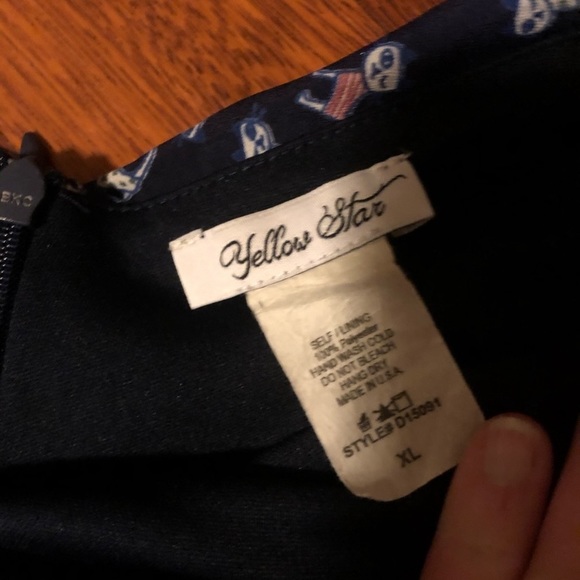 SKC
Yellow Star
SELF / LINING
100% Polyester
HAND WASH COLD
DO NOT BLEACH
HANG DRY
MADE IN U.S.A.
STYLE# D15091
XL